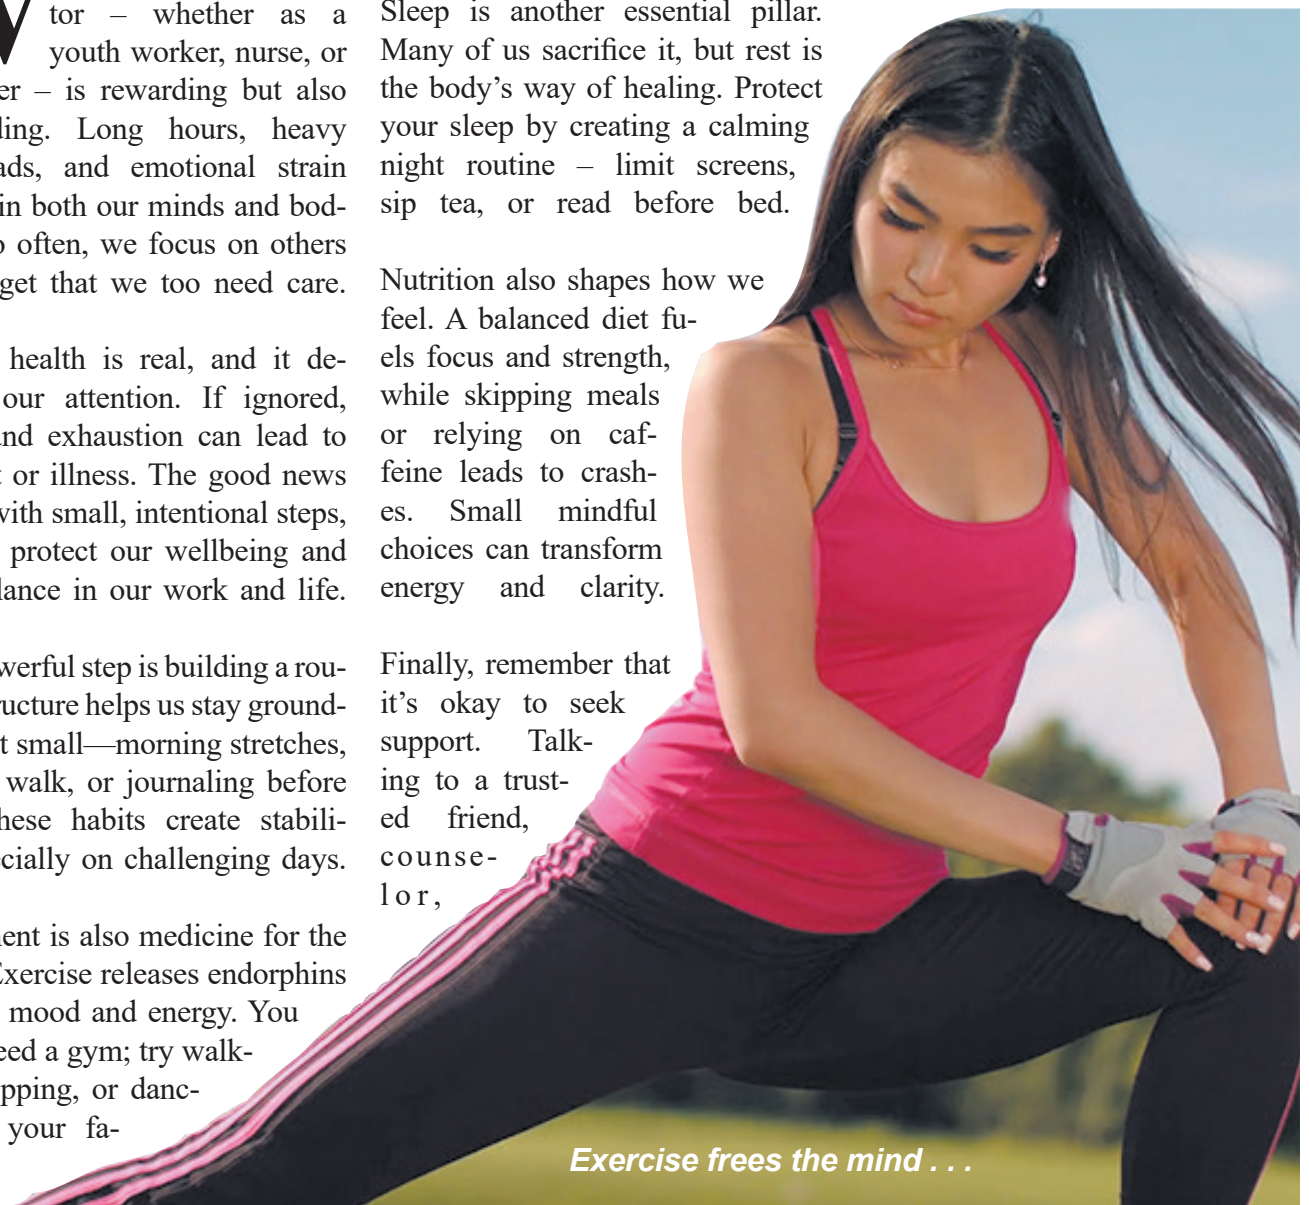 tor – whether as a
youth worker, nurse, or
er – is rewarding but also
ding. Long hours, heavy
ads, and emotional strain
in both our minds and bod-
o often, we focus on others
get that we too need care.
health is real, and it de-
our attention. If ignored,
and exhaustion can lead to
t or illness. The good news
with small, intentional steps,
protect our wellbeing and
lance in our work and life.
werful step is building a rou-
ructure helps us stay ground-
t small—morning stretches,
walk, or journaling before
hese habits create stabili-
cially on challenging days.
ent is also medicine for the
Exercise releases endorphins
mood and energy. You
eed a gym; try walk-
pping, or danc-
your fa-
Sleep is another essential pillar.
Many of us sacrifice it, but rest is
the body’s way of healing. Protect
your sleep by creating a calming
night routine – limit screens,
sip tea, or read before bed.
Nutrition also shapes how we
feel. A balanced diet fu-
els focus and strength,
while skipping meals
or relying on caf-
feine leads to crash-
es. Small mindful
choices can transform
energy and clarity.
Finally, remember that
it’s okay to seek
support. Talk-
ing to a trust-
ed friend,
counse-
lor,
Exercise frees the mind . . .